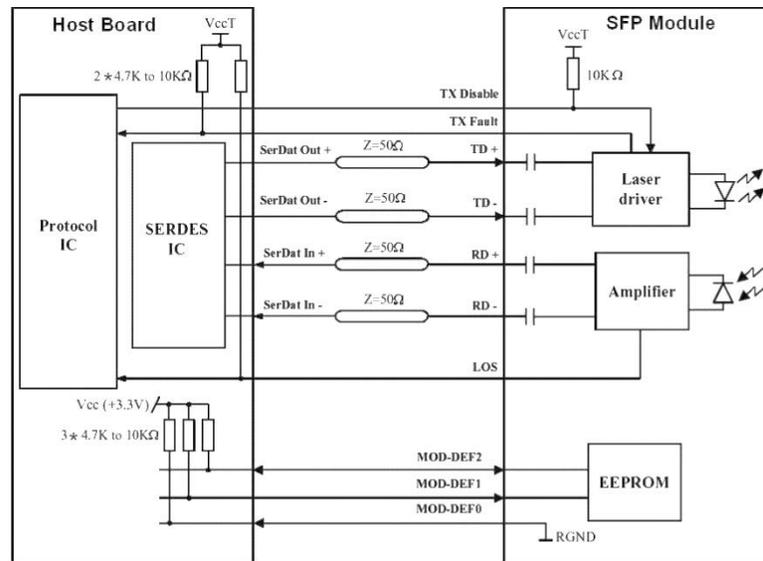 Host Board
VccT
2*4.7K to 10KΩ
SFP Module
VccT
10KΩ
TX Disable
TX Fault
SerDat Out +
Z=50Ω
TD +
SerDat Out -
Z=50Ω
TD -
SerDat In +
Z=50Ω
RD +
SerDat In -
Z=50Ω
RD -
Protocol
IC
SERDES
IC
Laser
driver
Amplifier
LOS
Vcc (+3.3V)
3*4.7K to 10KΩ
MOD-DEF2
MOD-DEF1
MOD-DEF0
EEPROM
RGND